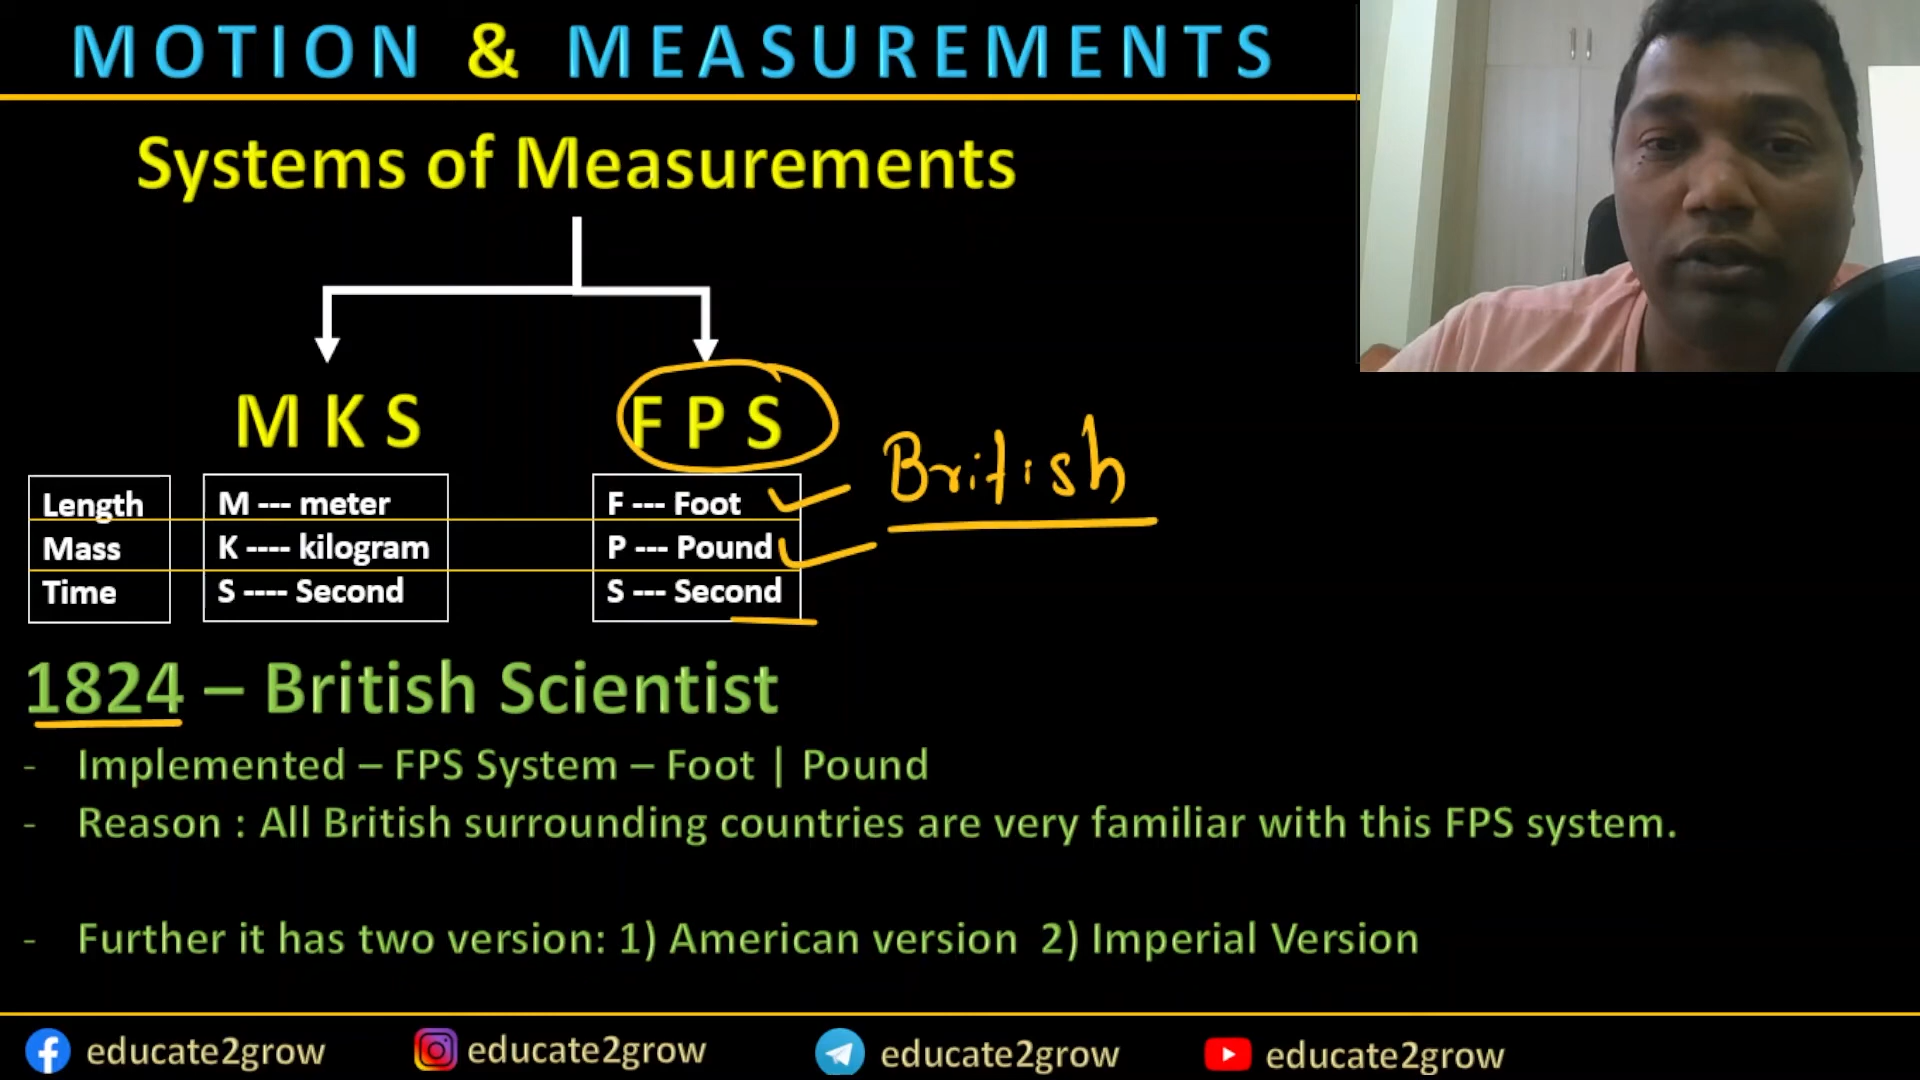 MOTION & MEASUREMENTS
Systems of Measurements
M K S
F P S
British
Length
M --- meter
F --- Foot
Mass
K ---- kilogram
P --- Pound
Time
S ---- Second
S --- Second
1824 – British Scientist
- Implemented – FPS System – Foot | Pound
- Reason : All British surrounding countries are very familiar with this FPS system.
- Further it has two version: 1) American version 2) Imperial Version
educate2grow
educate2grow
educate2grow
educate2grow